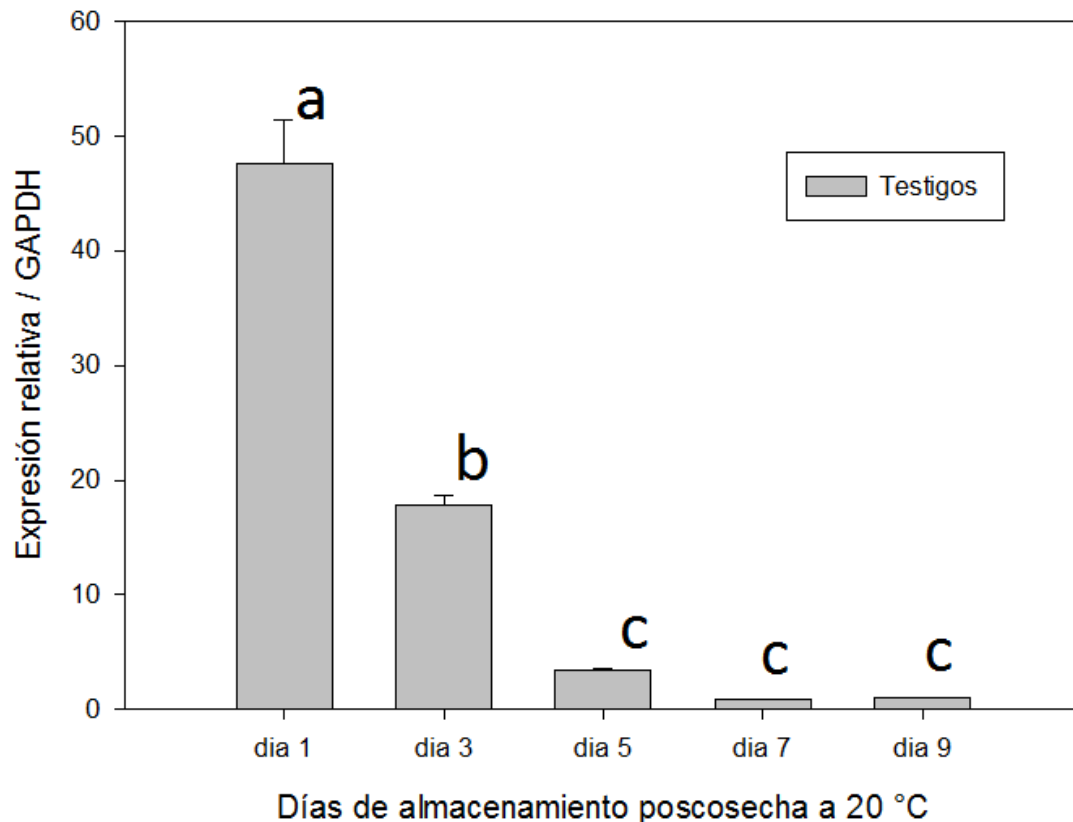 60
50
40
30
20
10
0
Expresión relativa / GAPDH
a
b
c
c
c
Testigos
dia 1
dia 3
dia 5
dia 7
dia 9
Días de almacenamiento poscosecha a 20 °C